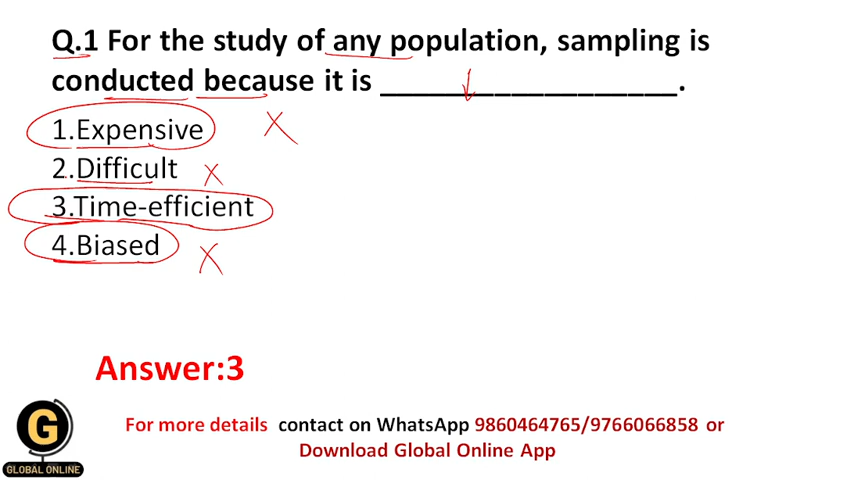 Q.1 For the study of any population, sampling is
conducted because it is ____________________.
1.Expensive
2.Difficult
3.Time-efficient
4.Biased
Answer:3
For more details contact on WhatsApp 9860464765/9766066858 or
Download Global Online App
G
GLOBAL ONLINE